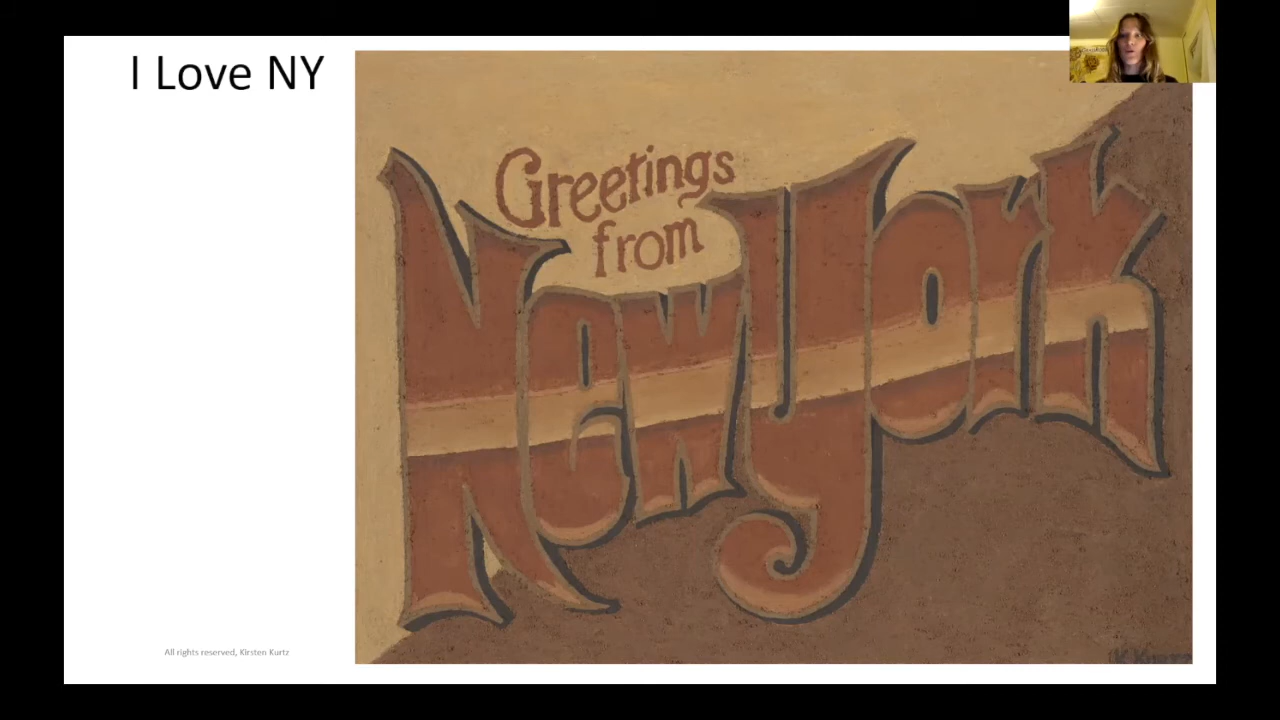 I Love NY
Greetings
from
New York
All rights reserved, Kirsten Kurtz